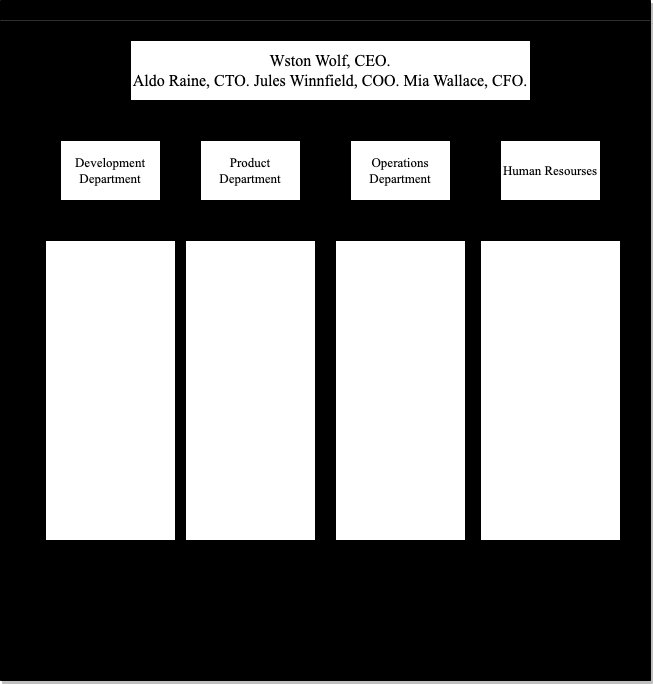 Wston Wolf, CEO.
Aldo Raine, CTO. Jules Winnfield, COO. Mia Wallace, CFO.
Development
Department
Product
Department
Operations
Department
Human Resourses